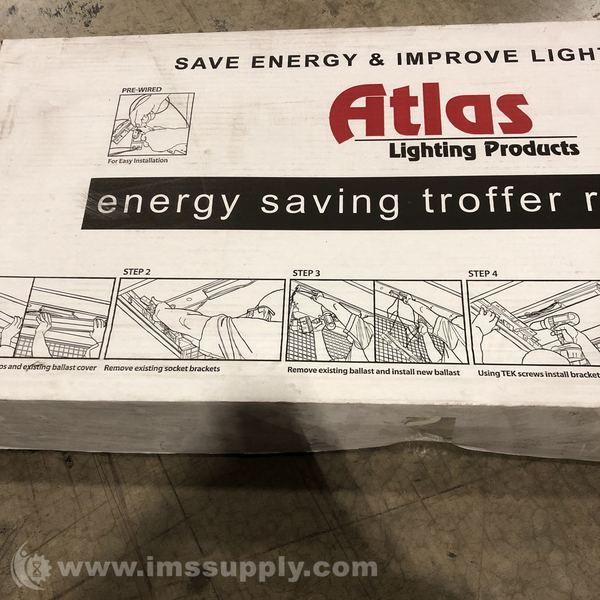 SAVE ENERGY & IMPROVE LIGHT
PRE-WIRED
For Easy Installation
Atlas
Lighting Products
energy saving troffer r
STEP 2
STEP 3
STEP 4
and existing ballast cover
Remove existing socket brackets
Remove existing ballast and install new ballast
Using TEK screws install bracket
www.imssupply.com